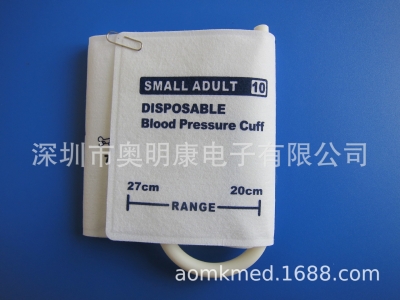 SMALL ADULT 10
DISPOSABLE
Blood Pressure Cuff
深圳市奥明康电子有限公司
27cm 20cm
RANGE
aomkmed.1688.com